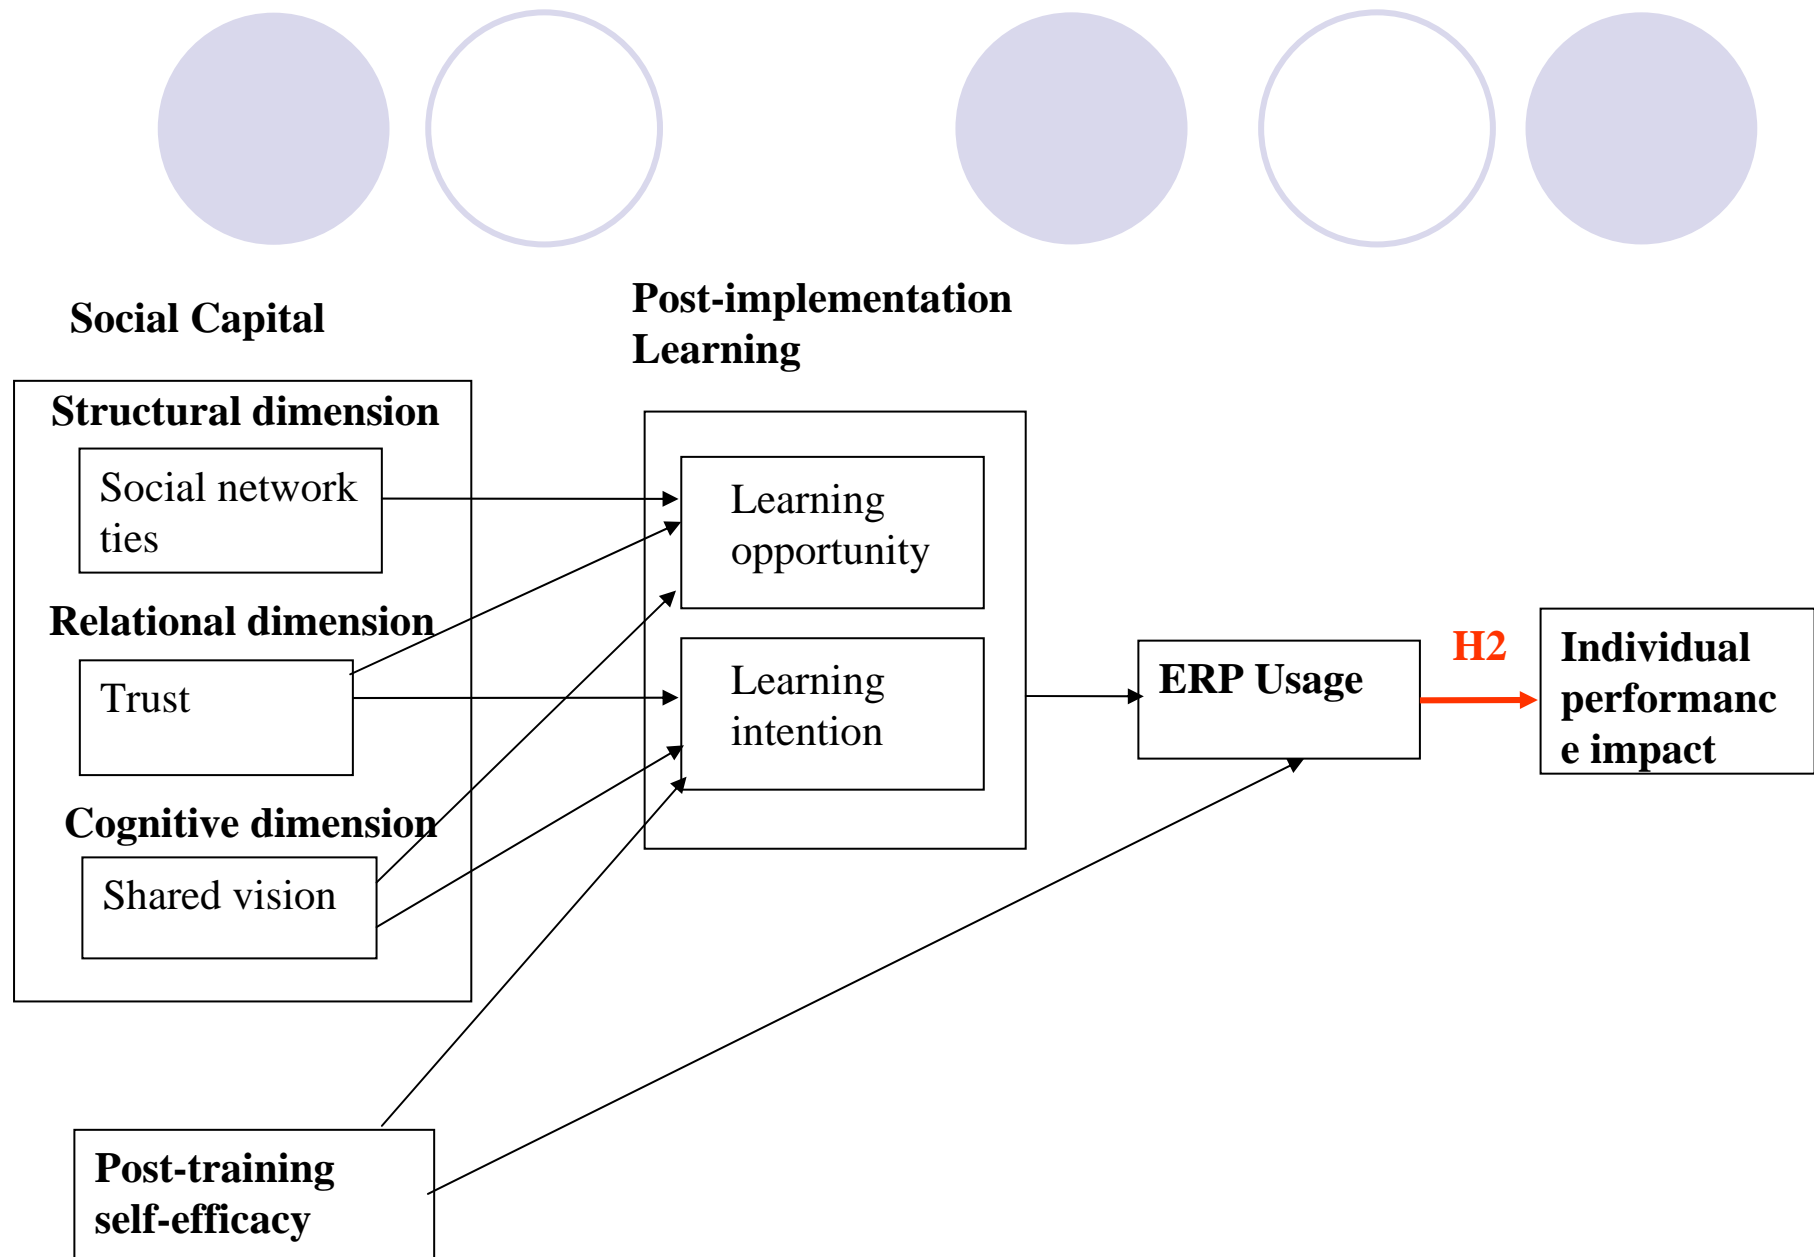 Social Capital
Post-implementation
Learning
Structural dimension
Social network
ties
Relational dimension
Trust
Cognitive dimension
Shared vision
Post-training
self-efficacy
Learning
opportunity
Learning
intention
ERP Usage
H2
Individual
performanc
e impact